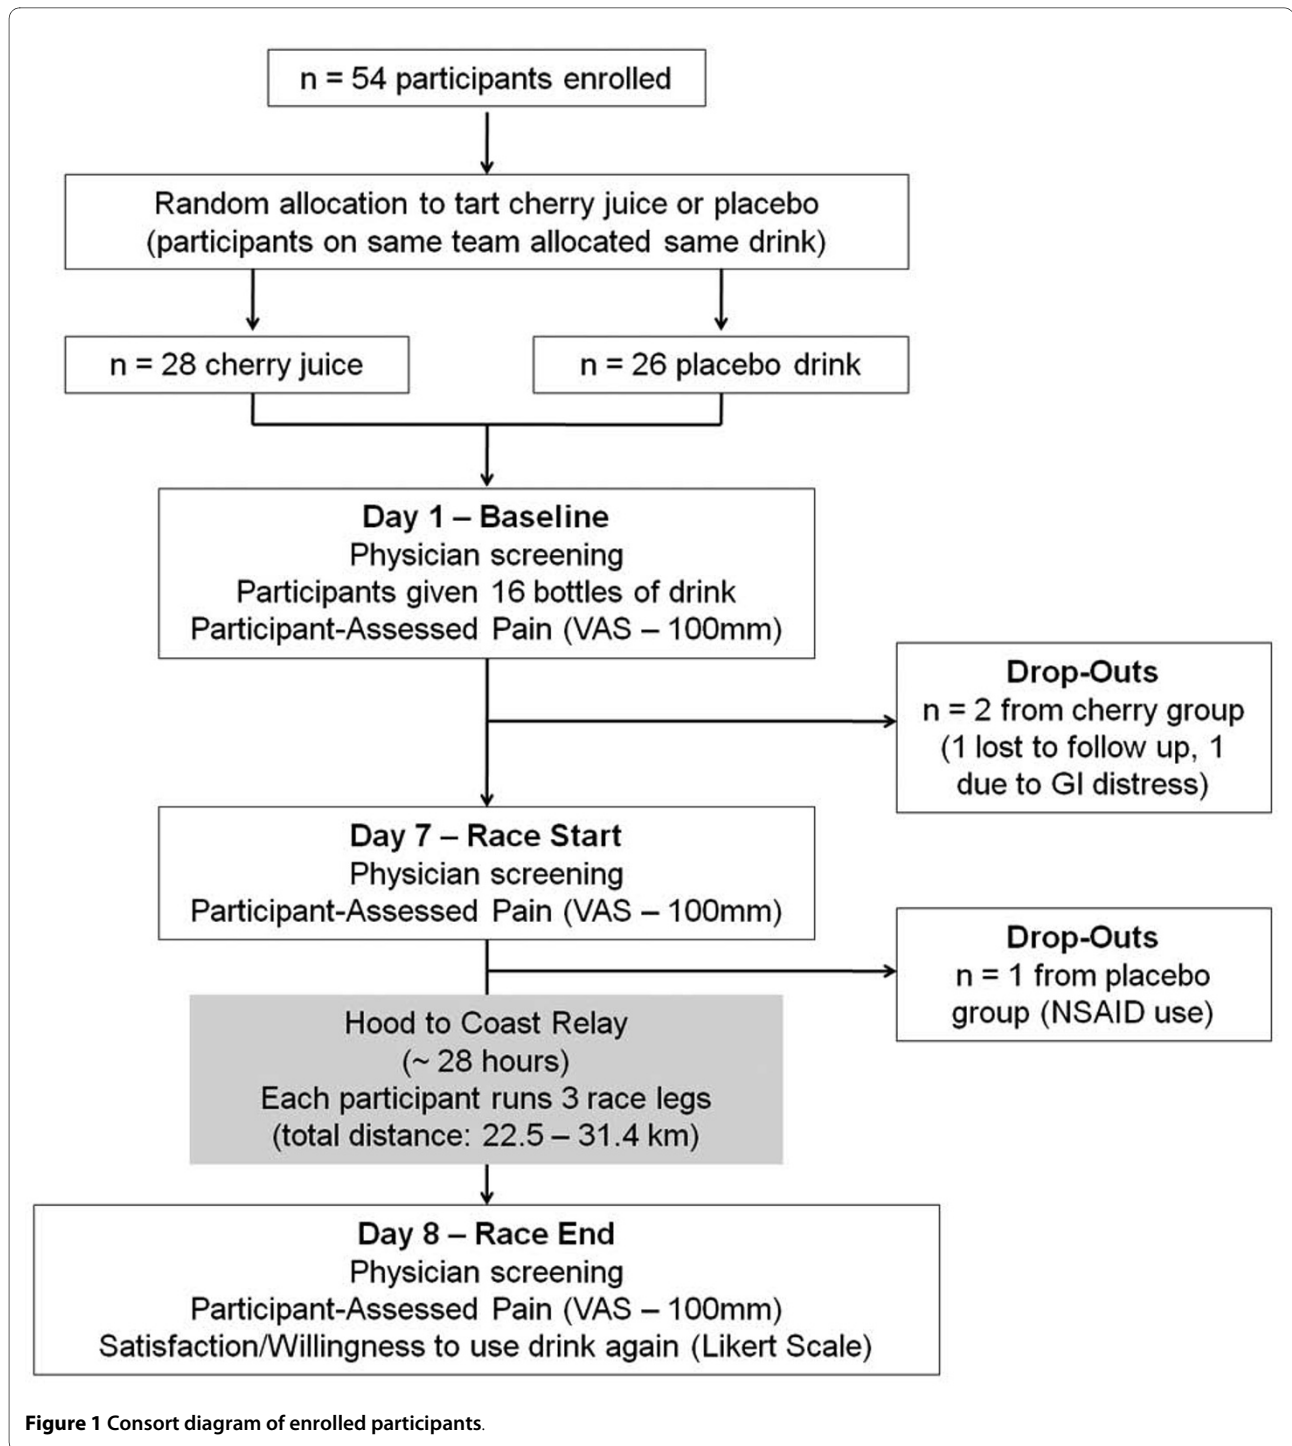 n = 54 participants enrolled
Random allocation to tart cherry juice or placebo
(participants on same team allocated same drink)
n = 28 cherry juice
n = 26 placebo drink
Day 1 – Baseline
Physician screening
Participants given 16 bottles of drink
Participant-Assessed Pain (VAS – 100mm)
Drop-Outs
n = 2 from cherry group
(1 lost to follow up, 1
due to GI distress)
Day 7 – Race Start
Physician screening
Participant-Assessed Pain (VAS – 100mm)
Drop-Outs
n = 1 from placebo
group (NSAID use)
Hood to Coast Relay
(~ 28 hours)
Each participant runs 3 race legs
(total distance: 22.5 – 31.4 km)
Day 8 – Race End
Physician screening
Participant-Assessed Pain (VAS – 100mm)
Satisfaction/Willingness to use drink again (Likert Scale)
Figure 1 Consort diagram of enrolled participants.